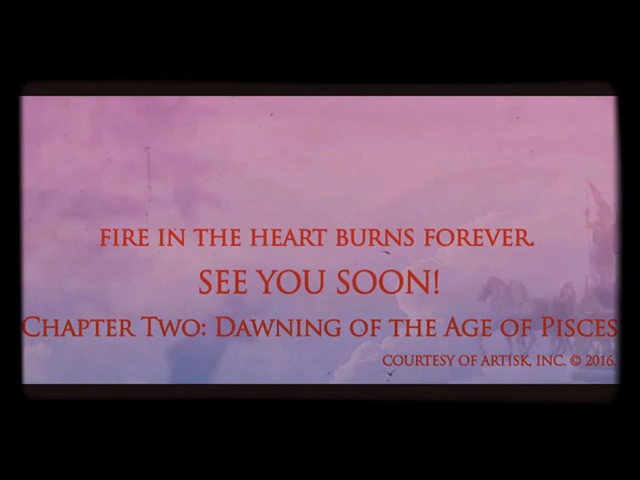 FIRE IN THE HEART BURNS FOREVER.
SEE YOU SOON!
CHAPTER TWO: DAWNING OF THE AGE OF PISCES
COURTESY OF ARTISK, INC. © 2016.